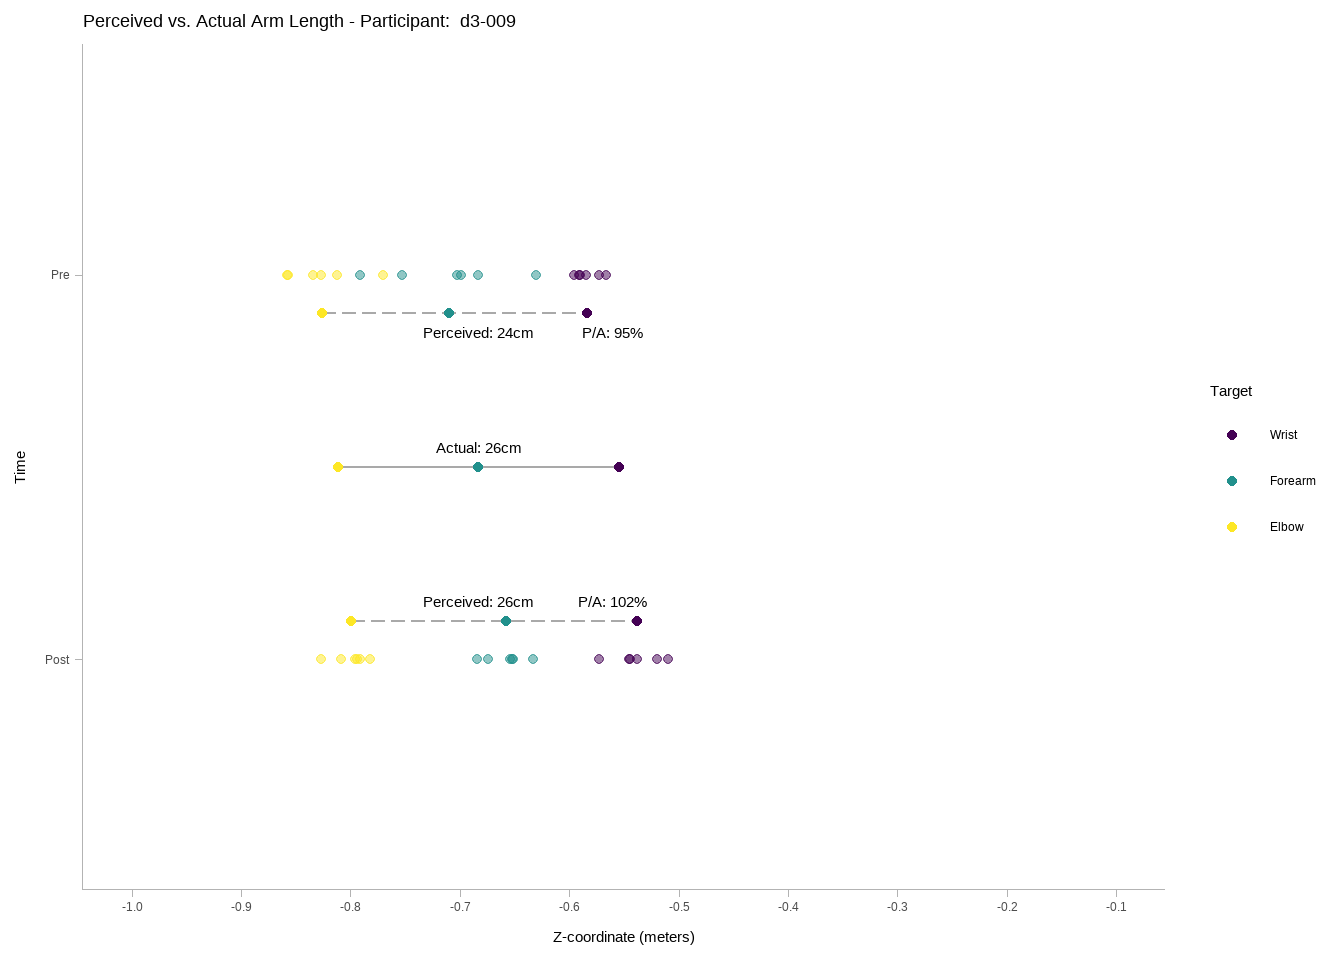 Perceived vs. Actual Arm Length - Participant:  d3-009
Pre
Perceived: 24cm
P/A: 95%
Target
Wrist
Actual: 26cm
Time
Forearm
Elbow
Perceived: 26cm
P/A: 102%
Post
-1.0
-0.9
-0.8
-0.7
-0.6
-0.5
-0.4
-0.3
-0.2
-0.1
Z-coordinate (meters)